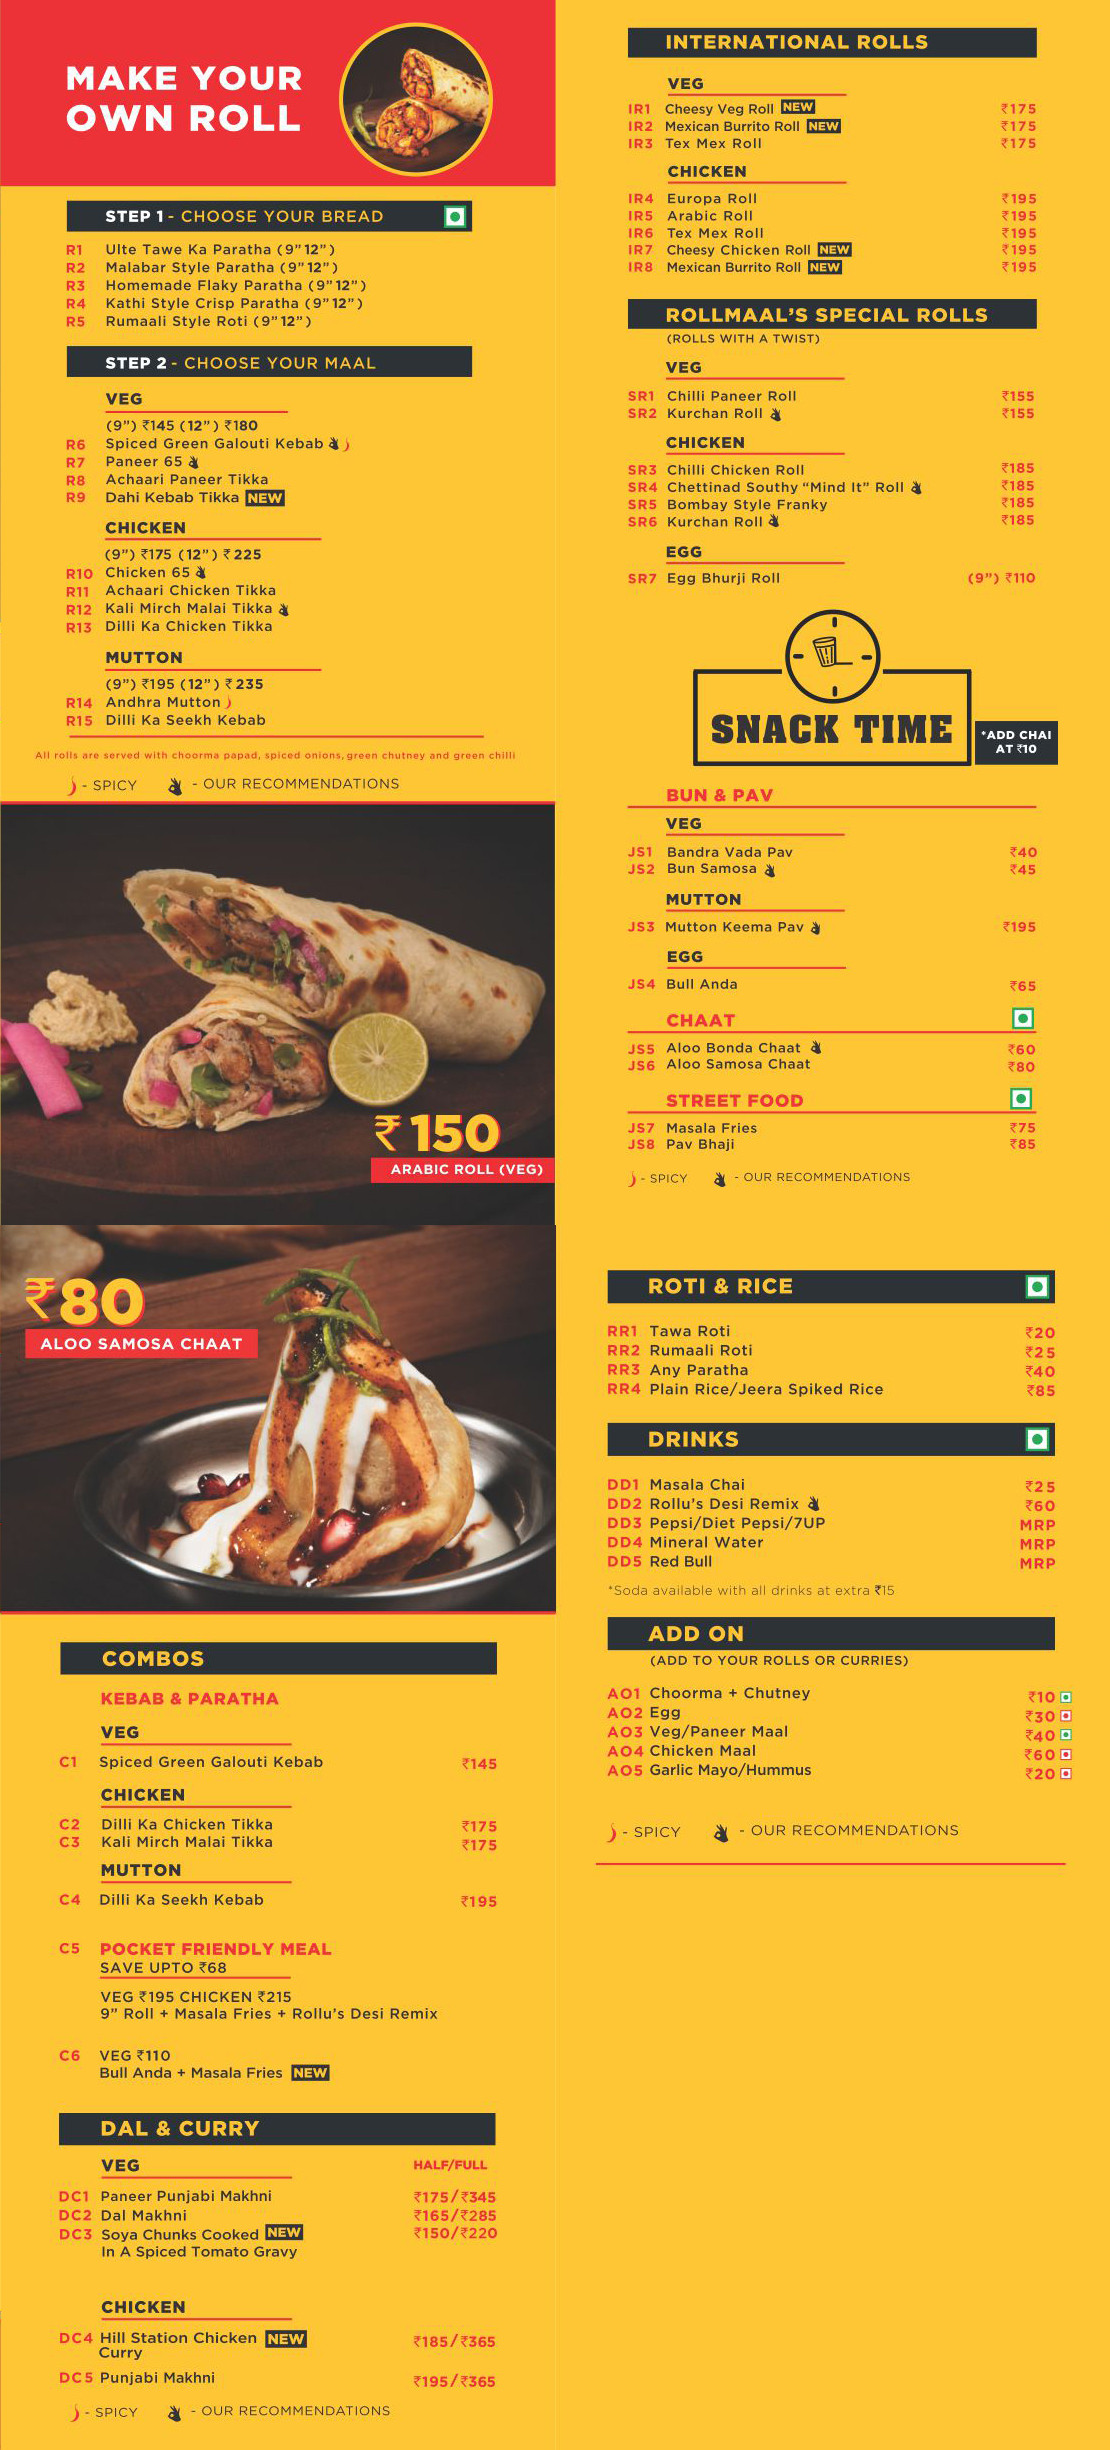 MAKE YOUR
OWN ROLL
STEP 1 - CHOOSE YOUR BREAD
R1 Ulte Tawe Ka Paratha (9” 12”)
R2 Malabar Style Paratha (9” 12”)
R3 Homemade Flaky Paratha (9” 12”)
R4 Kathi Style Crisp Paratha (9” 12”)
R5 Rumaali Style Roti (9” 12”)
STEP 2 - CHOOSE YOUR MAAL
VEG
(9”) ₹145 (12”) ₹180
R6 Spiced Green Galouti Kebab
R7 Paneer 65
R8 Achaari Paneer Tikka
R9 Dahi Kebab Tikka NEW
CHICKEN
(9”) ₹175 (12”) ₹225
R10 Chicken 65
R11 Achaari Chicken Tikka
R12 Kali Mirch Malai Tikka
R13 Dilli Ka Chicken Tikka
MUTTON
(9”) ₹195 (12”) ₹235
R14 Andhra Mutton
R15 Dilli Ka Seekh Kebab
All rolls are served with choorma papad, spiced onions, green chutney and green chilli
- SPICY - OUR RECOMMENDATIONS
₹150
ARABIC ROLL (VEG)
INTERNATIONAL ROLLS
VEG
IR1 Cheesy Veg Roll NEW ₹175
IR2 Mexican Burrito Roll NEW ₹175
IR3 Tex Mex Roll ₹175
CHICKEN
IR4 Europa Roll ₹195
IR5 Arabic Roll ₹195
IR6 Tex Mex Roll ₹195
IR7 Cheesy Chicken Roll NEW ₹195
IR8 Mexican Burrito Roll NEW ₹195
ROLLMAAL’S SPECIAL ROLLS
(ROLLS WITH A TWIST)
VEG
SR1 Chilli Paneer Roll ₹155
SR2 Kurchan Roll ₹155
CHICKEN
SR3 Chilli Chicken Roll ₹185
SR4 Chettinad Southy “Mind It” Roll ₹185
SR5 Bombay Style Franky ₹185
SR6 Kurchan Roll ₹185
EGG
SR7 Egg Bhurji Roll (9”) ₹110
SNACK TIME
*ADD CHAI
AT ₹10
BUN & PAV
VEG
JS1 Bandra Vada Pav ₹40
JS2 Bun Samosa ₹45
MUTTON
JS3 Mutton Keema Pav ₹195
EGG
JS4 Bull Anda ₹65
CHAAT
JS5 Aloo Bonda Chaat ₹60
JS6 Aloo Samosa Chaat ₹80
STREET FOOD
JS7 Masala Fries ₹75
JS8 Pav Bhaji ₹85
- SPICY - OUR RECOMMENDATIONS
₹80
ALOO SAMOSA CHAAT
COMBOS
KEBAB & PARATHA
VEG
C1 Spiced Green Galouti Kebab ₹145
CHICKEN
C2 Dilli Ka Chicken Tikka ₹175
C3 Kali Mirch Malai Tikka ₹175
MUTTON
C4 Dilli Ka Seekh Kebab ₹195
C5 POCKET FRIENDLY MEAL
SAVE UPTO ₹68
VEG ₹195 CHICKEN ₹215
9” Roll + Masala Fries + Rollu’s Desi Remix
C6 VEG ₹110
Bull Anda + Masala Fries NEW
DAL & CURRY
VEG HALF/FULL
DC1 Paneer Punjabi Makhni ₹175/₹345
DC2 Dal Makhni ₹165/₹285
DC3 Soya Chunks Cooked NEW ₹150/₹220
In A Spiced Tomato Gravy
CHICKEN
DC4 Hill Station Chicken NEW ₹185/₹365
Curry
DC5 Punjabi Makhni ₹195/₹365
- SPICY - OUR RECOMMENDATIONS
ROTI & RICE
RR1 Tawa Roti ₹20
RR2 Rumaali Roti ₹25
RR3 Any Paratha ₹40
RR4 Plain Rice/Jeera Spiked Rice ₹85
DRINKS
DD1 Masala Chai ₹25
DD2 Rollu’s Desi Remix ₹60
DD3 Pepsi/Diet Pepsi/7UP MRP
DD4 Mineral Water MRP
DD5 Red Bull MRP
*Soda available with all drinks at extra ₹15
ADD ON
(ADD TO YOUR ROLLS OR CURRIES)
AO1 Choorma + Chutney ₹10
AO2 Egg ₹30
AO3 Veg/Paneer Maal ₹40
AO4 Chicken Maal ₹60
AO5 Garlic Mayo/Hummus ₹20
- SPICY - OUR RECOMMENDATIONS